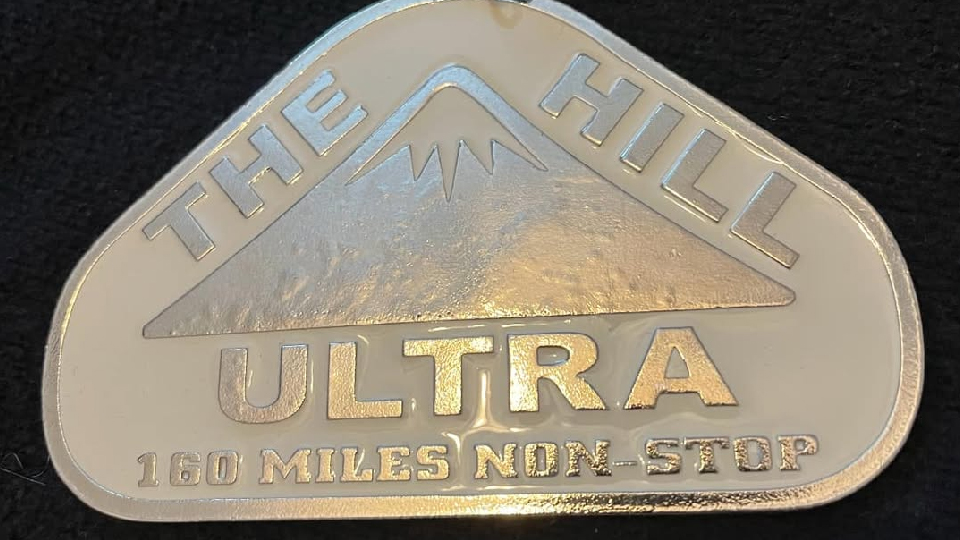 THE HILL
ULTRA
160 MILES NON-STOP